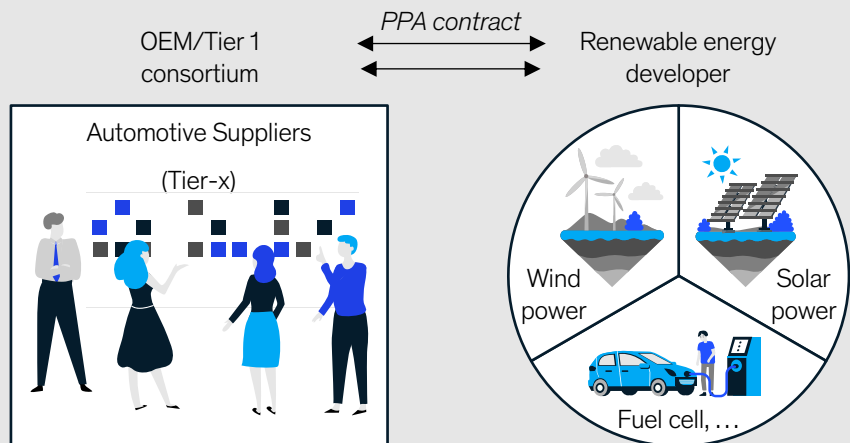 OEM/Tier 1
consortium
PPA contract
Renewable energy
developer
Automotive Suppliers
(Tier-x)
Wind
power
Solar
power
Fuel cell, ...